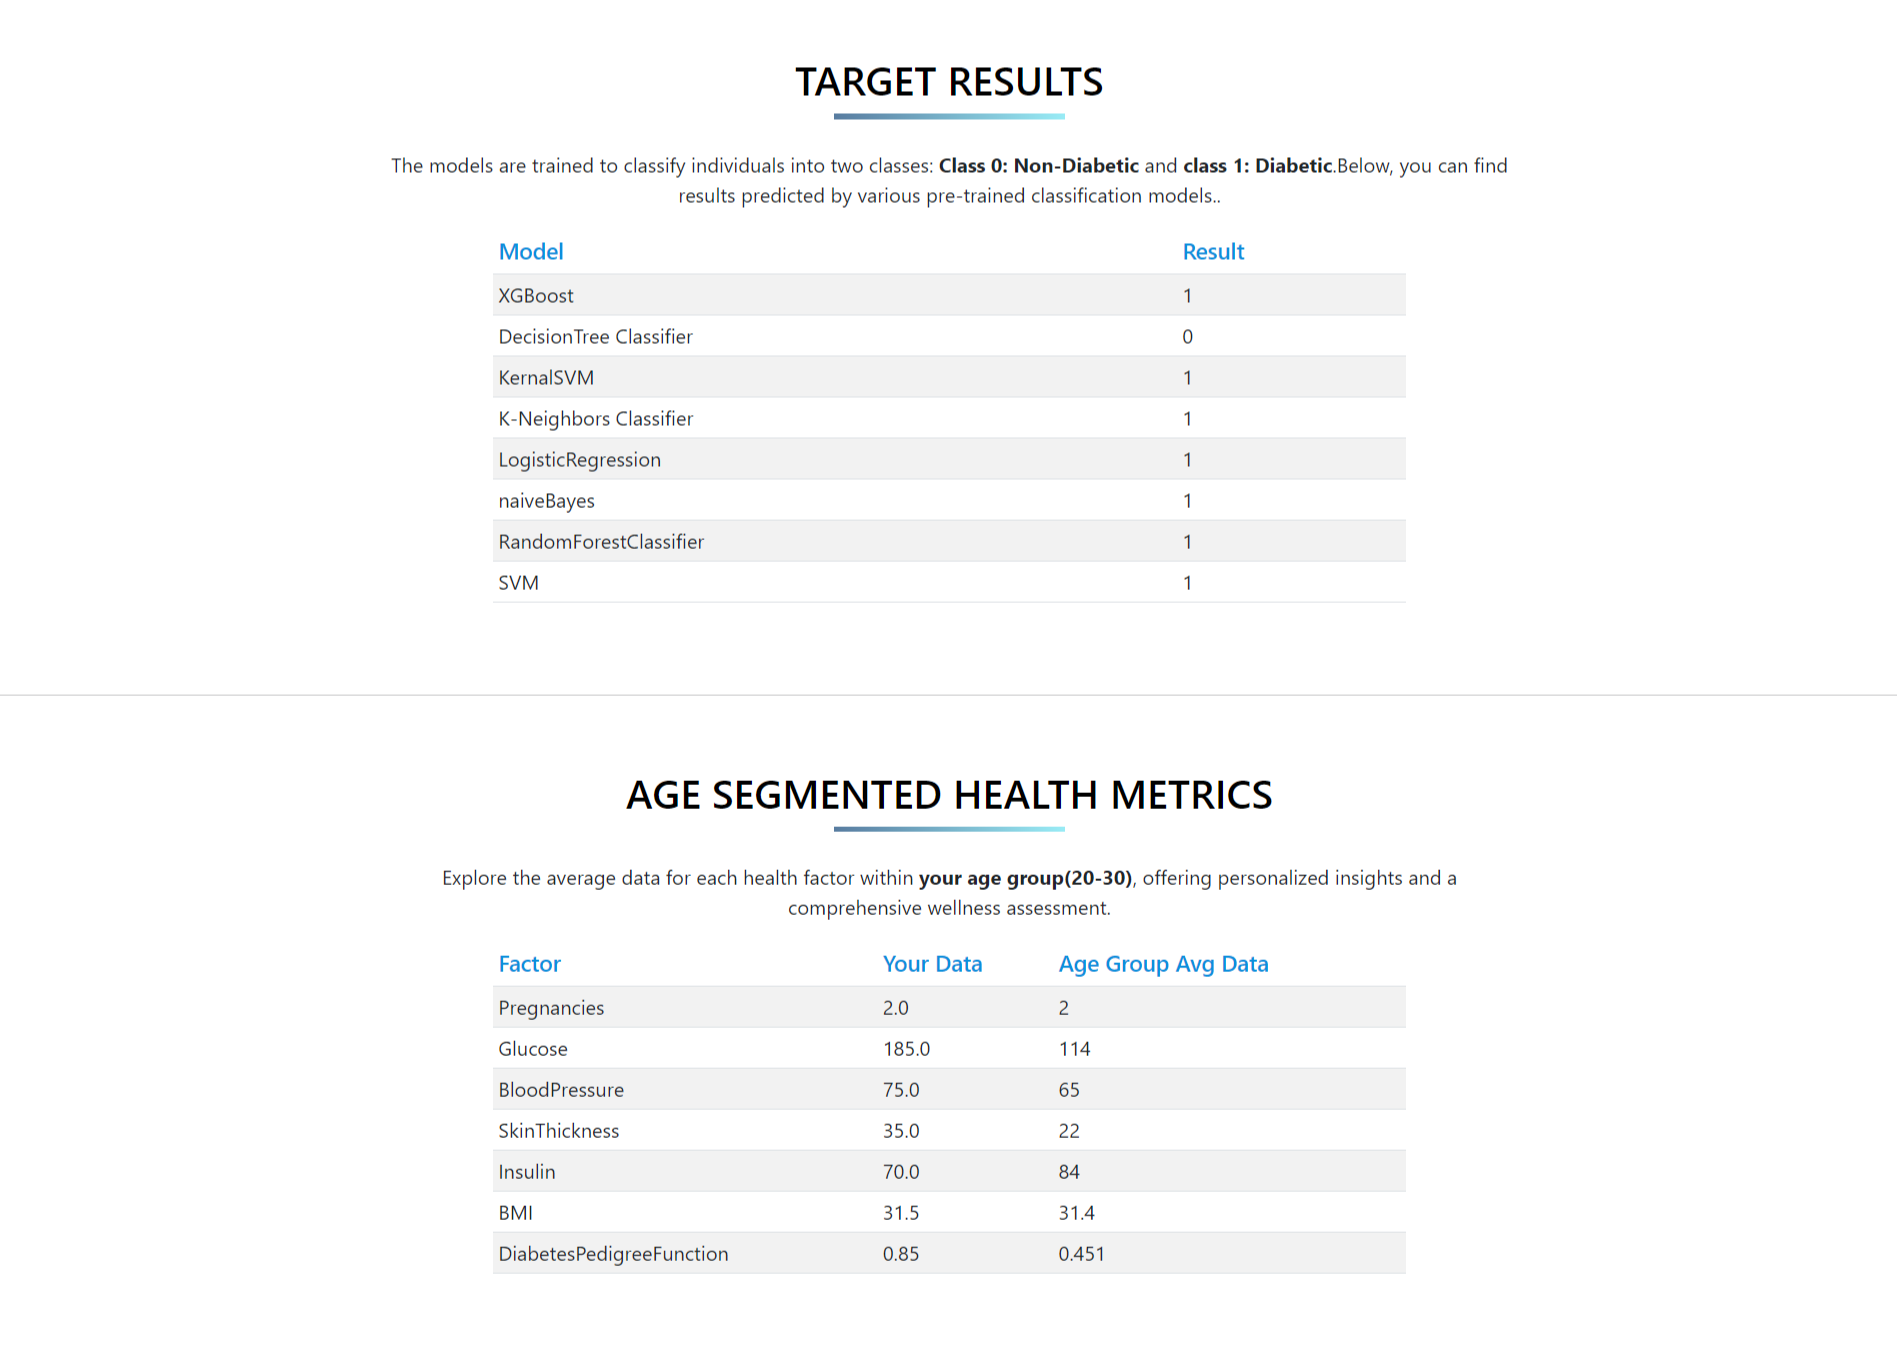 TARGET RESULTS
The models are trained to classify individuals into two classes: Class 0: Non-Diabetic and class 1: Diabetic.Below, you can find
results predicted by various pre-trained classification models..
Model Result
XGBoost 1
DecisionTree Classifier 0
KernalSVM 1
K-Neighbors Classifier 1
LogisticRegression 1
naiveBayes 1
RandomForestClassifier 1
SVM 1
AGE SEGMENTED HEALTH METRICS
Explore the average data for each health factor within your age group(20-30), offering personalized insights and a
comprehensive wellness assessment.
Factor Your Data Age Group Avg Data
Pregnancies 2.0 2
Glucose 185.0 114
BloodPressure 75.0 65
SkinThickness 35.0 22
Insulin 70.0 84
BMI 31.5 31.4
DiabetesPedigreeFunction 0.85 0.451